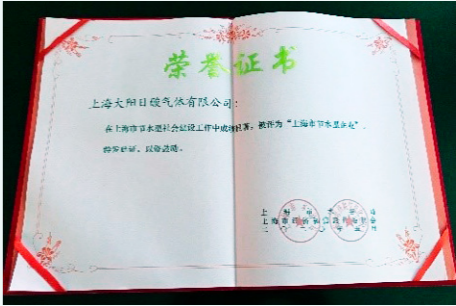 荣誉证书
上海大阳日酸气体有限公司：
在上海市节水型社会建设工作中成绩显著，被评为“上海市节水型企业”，
特发此证，以资鼓励。